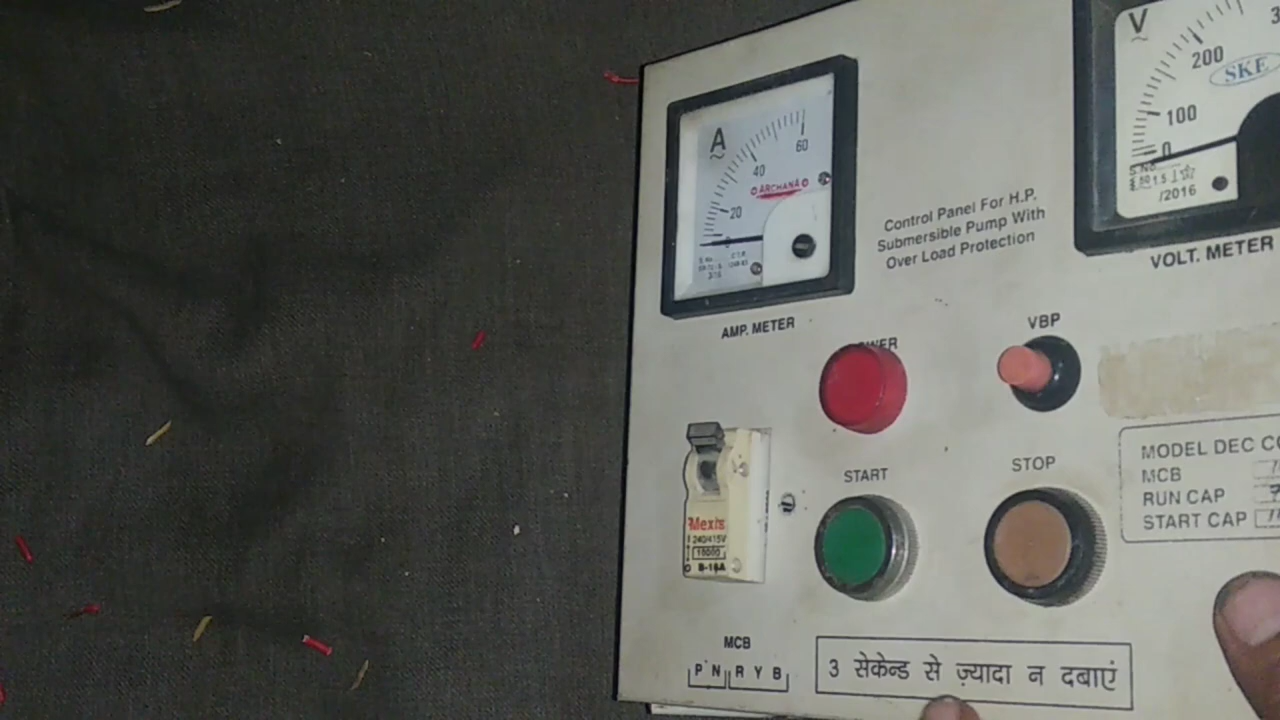 A
20
40
60
ARCHANA
AMP. METER
Control Panel For H.P.
Submersible Pump With
Over Load Protection
V
0
100
200
SKE
/2016
VOLT. METER
VBP
START
STOP
Mexis
240/415V
10000
B-16A
MCB
P N R Y B
MODEL DEC
MCB
RUN CAP
START CAP
3 सेकेन्ड से ज़्यादा न दबाएं